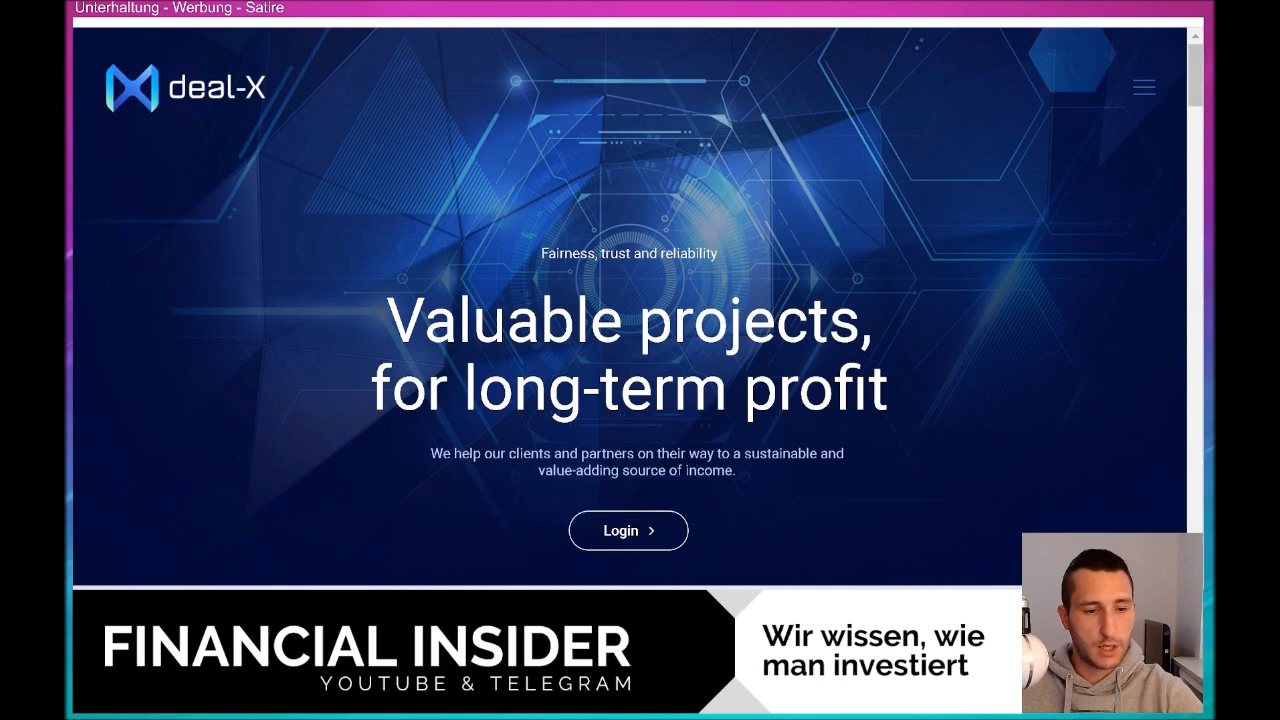 Unterhaltung - Werbung - Satire
deal-X
Fairness, trust and reliability
Valuable projects,
for long-term profit
We help our clients and partners on their way to a sustainable and
value-adding source of income.
Login
FINANCIAL INSIDER
YOUTUBE & TELEGRAM
Wir wissen, wie
man investiert